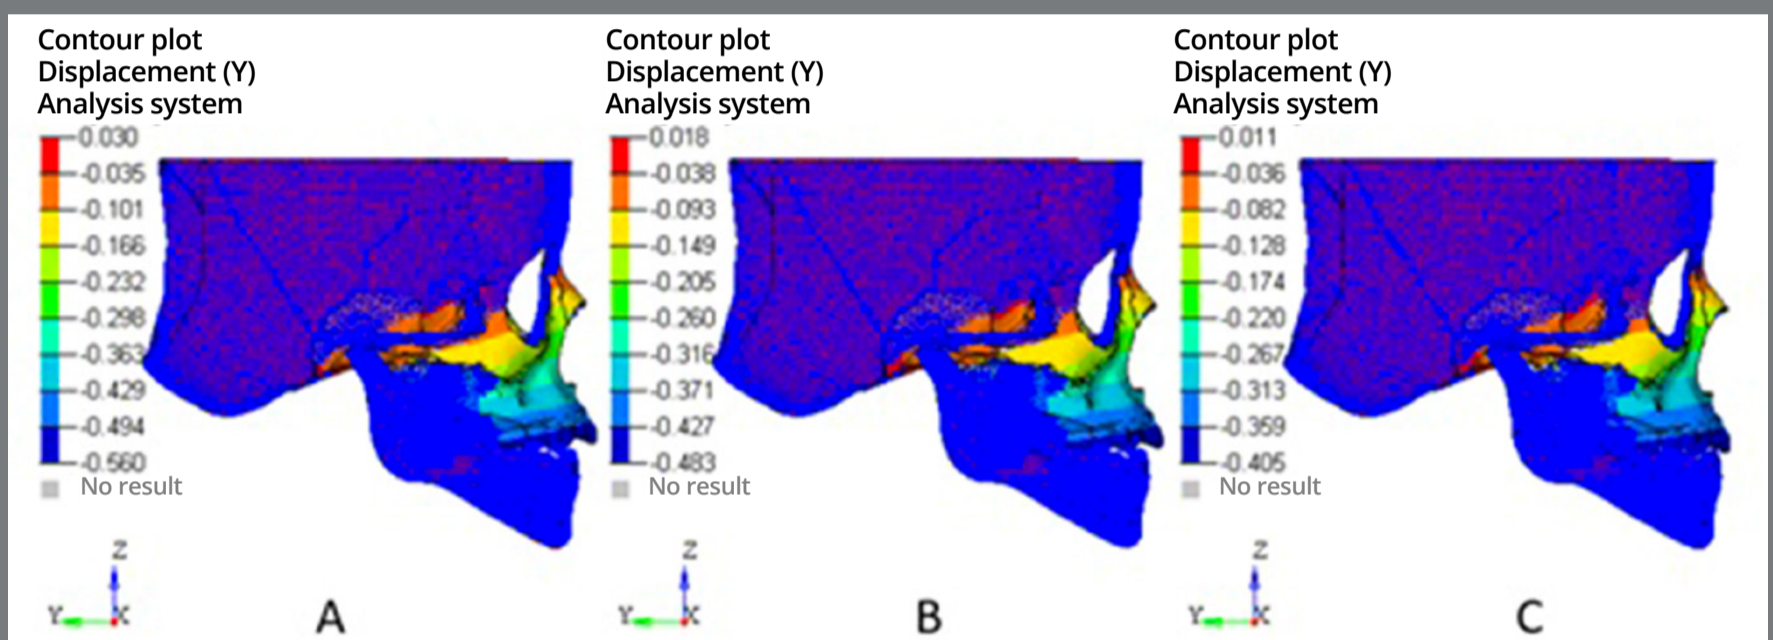 Contour plot
Displacement (Y)
Analysis system
0.030
-0.035
-0.101
-0.166
-0.232
-0.298
-0.363
-0.429
-0.494
-0.560
No result
Z
Y
X
A
Contour plot
Displacement (Y)
Analysis system
0.018
-0.038
-0.093
-0.149
-0.205
-0.260
-0.316
-0.371
-0.427
-0.483
No result
Z
Y
X
B
Contour plot
Displacement (Y)
Analysis system
0.011
-0.036
-0.082
-0.128
-0.174
-0.220
-0.267
-0.313
-0.359
-0.405
No result
Z
Y
X
C